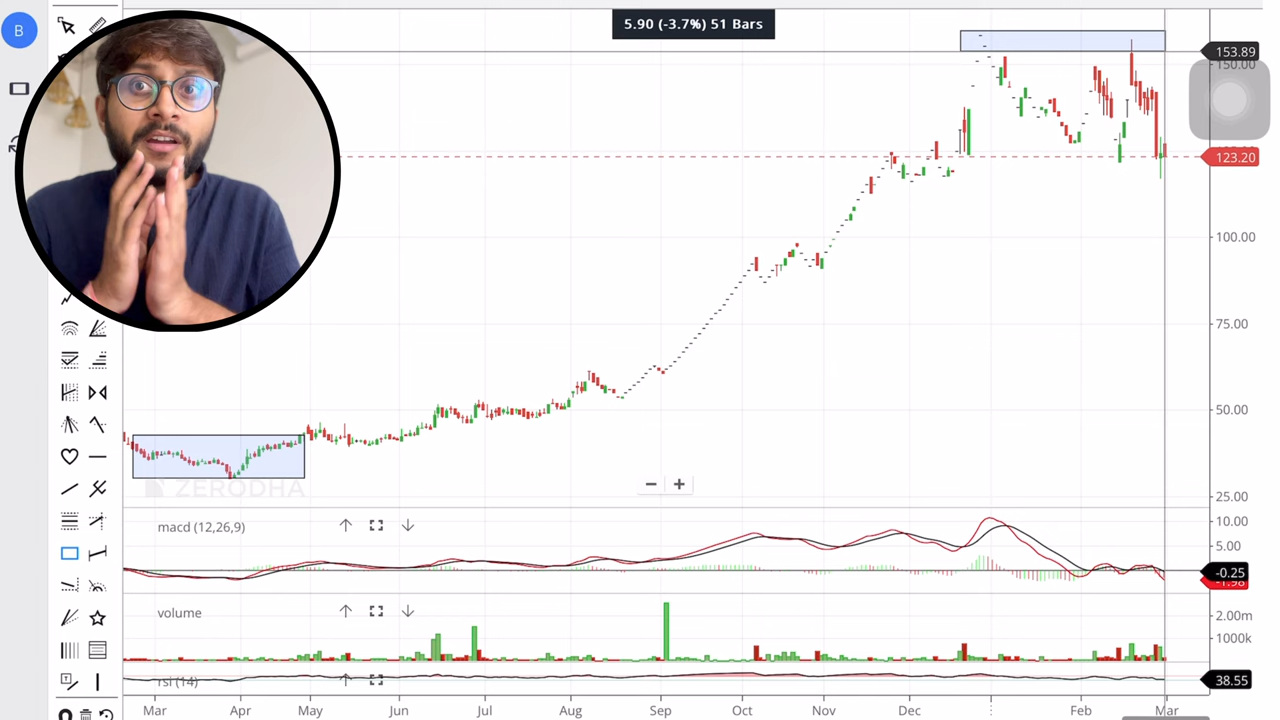 B
5.90 (-3.7%) 51 Bars
153.89
150.00
123.20
100.00
75.00
50.00
25.00
ZERODHA
macd (12,26,9)
10.00
5.00
-0.25
-1.98
volume
2.00m
1000k
rsi (14)
38.55
Mar
Apr
May
Jun
Jul
Aug
Sep
Oct
Nov
Dec
Feb
Mar